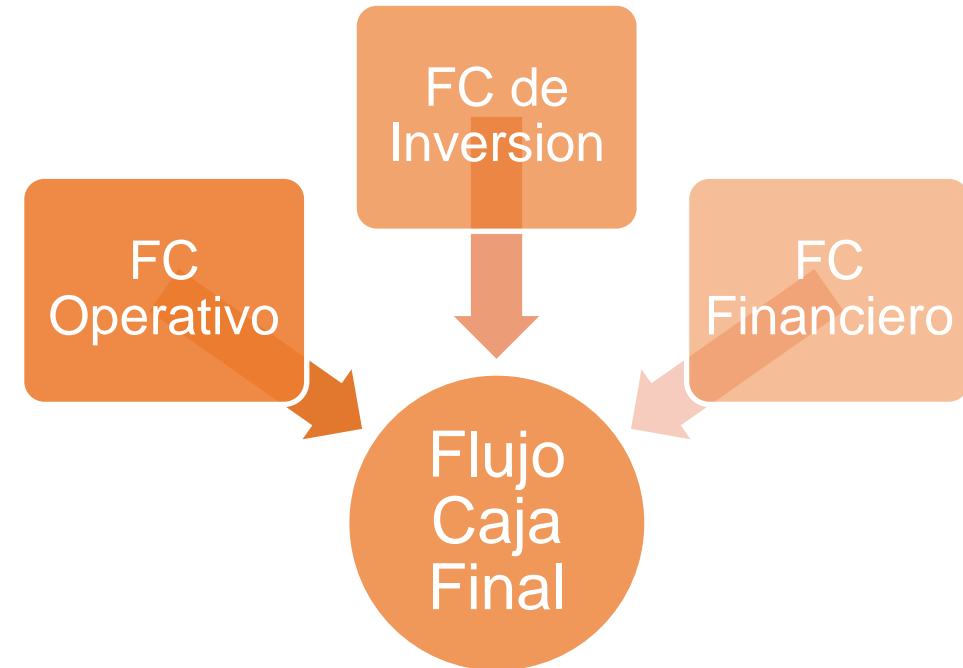 FC de
Inversion
FC
Operativo
FC
Financiero
Flujo
Caja
Final